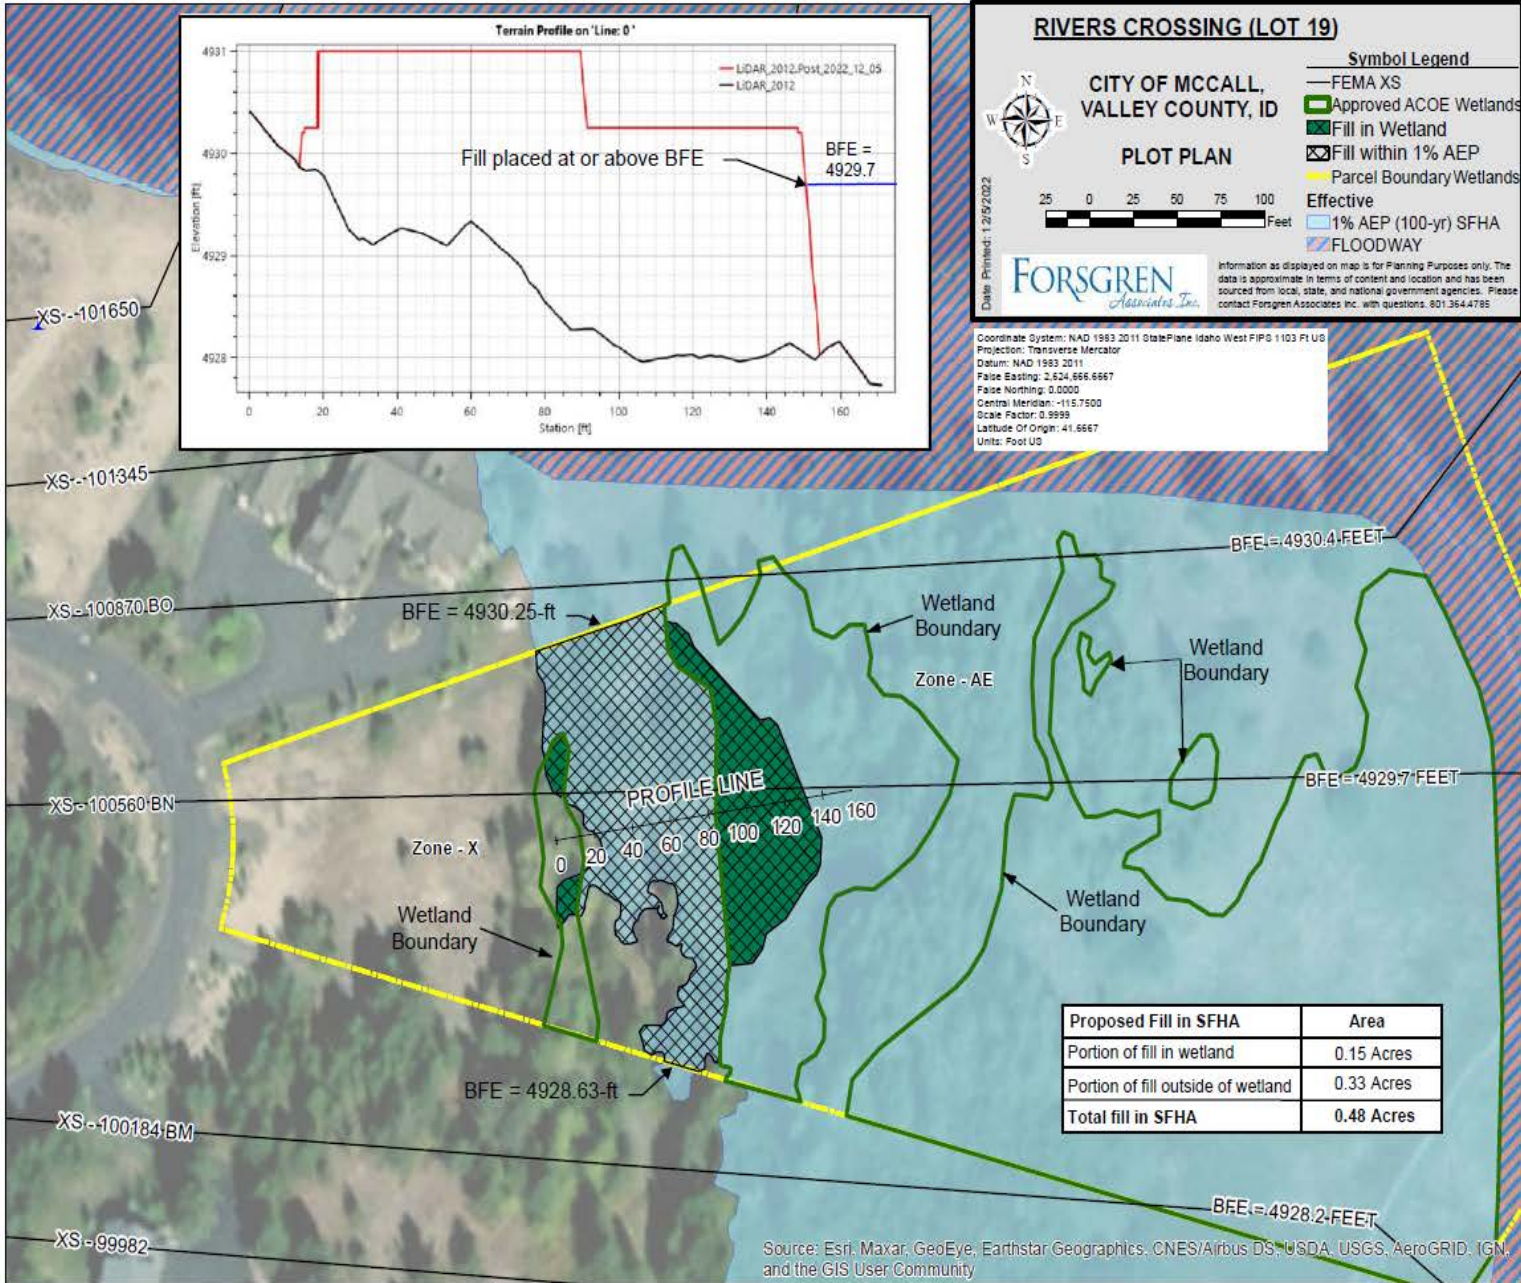 Terrain Profile on 'Line: 0'
4931
4930
4929
4928
Elevation [ft]
LiDAR_2012.Post_2022_12_05
LiDAR_2012
Fill placed at or above BFE
BFE =
4929.7
0 20 40 60 80 100 120 140 160
Station [ft]
RIVERS CROSSING (LOT 19)
CITY OF MCCALL,
VALLEY COUNTY, ID
PLOT PLAN
N
W E
S
25 0 25 50 75 100
Feet
Date Printed: 12/5/2022
FORSGREN
Associates Inc.
Symbol Legend
FEMA XS
Approved ACOE Wetlands
Fill in Wetland
Fill within 1% AEP
Parcel Boundary Wetlands
Effective
1% AEP (100-yr) SFHA
FLOODWAY
Information as displayed on map is for Planning Purposes only. The
data is approximate in terms of content and location and has been
sourced from local, state, and national government agencies. Please
contact Forsgren Associates Inc. with questions. 801.364.4785
Coordinate System: NAD 1983 2011 StatePlane Idaho West FIPS 1103 Ft US
Projection: Transverse Mercator
Datum: NAD 1983 2011
False Easting: 2,624,666.6667
False Northing: 0.0000
Central Meridian: -115.7500
Scale Factor: 0.9999
Latitude Of Origin: 41.6667
Units: Foot US
XS - 101650
XS - 101345
BFE = 4930.4 FEET
XS - 100870 BO
BFE = 4930.25-ft
Wetland
Boundary
Wetland
Boundary
Zone - AE
BFE = 4929.7 FEET
XS - 100560 BN
PROFILE LINE
0 20 40 60 80 100 120 140 160
Zone - X
Wetland
Boundary
Wetland
Boundary
BFE = 4928.63-ft
Proposed Fill in SFHA Area
Portion of fill in wetland 0.15 Acres
Portion of fill outside of wetland 0.33 Acres
Total fill in SFHA 0.48 Acres
XS - 100184 BM
BFE = 4928.2 FEET
XS - 99982
Source: Esri, Maxar, GeoEye, Earthstar Geographics, CNES/Airbus DS, USDA, USGS, AeroGRID, IGN,
and the GIS User Community